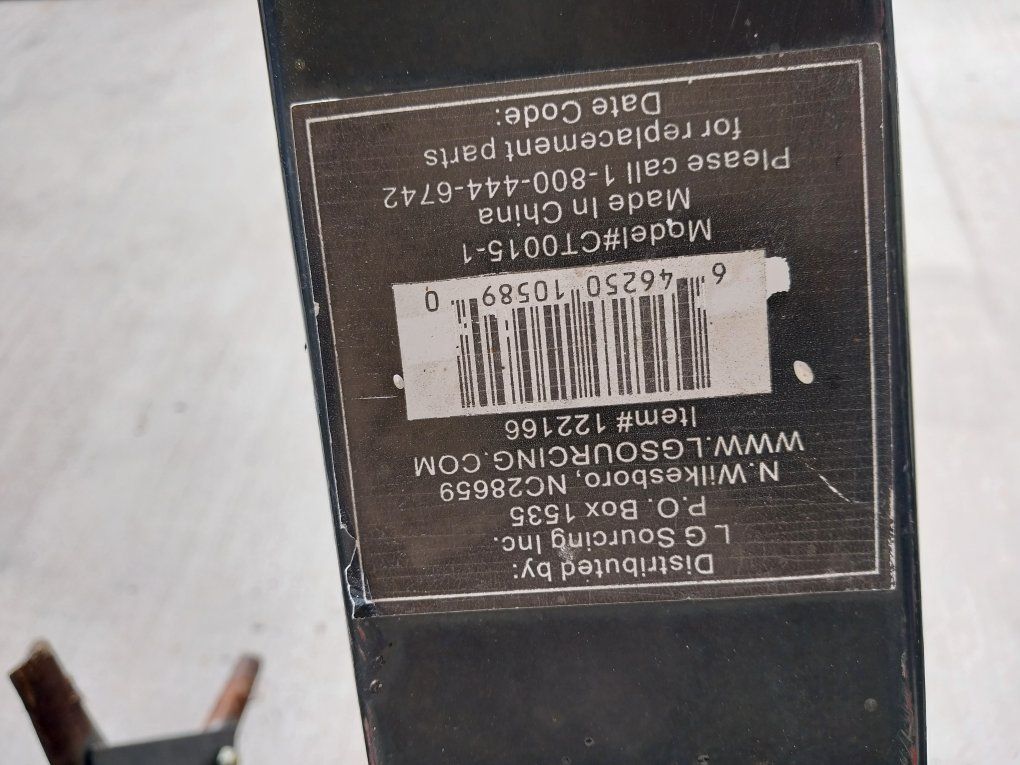 Distributed by:
L G Sourcing Inc.
P.O. Box 1535
N.Wilkesboro, NC28659
WWW.LGSOURCING.COM
Item# 122166
6 46250 10589 0
Model#CT0015-1
Made In China
Please call 1-800-444-6742
for replacement parts
Date Code: